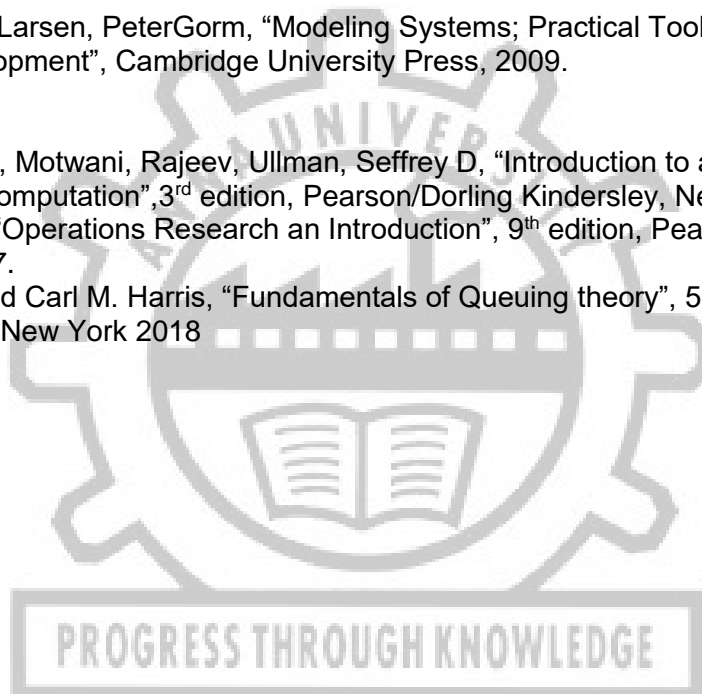 Larsen, PeterGorm, “Modeling Systems; Practical Tool
opment”, Cambridge University Press, 2009.
, Motwani, Rajeev, Ullman, Seffrey D, “Introduction to a
omputation”,3rd edition, Pearson/Dorling Kindersley, Ne
“Operations Research an Introduction”, 9th edition, Pea
7.
d Carl M. Harris, “Fundamentals of Queuing theory”, 5
New York 2018
ANNA UNIVERSITY
PROGRESS THROUGH KNOWLEDGE